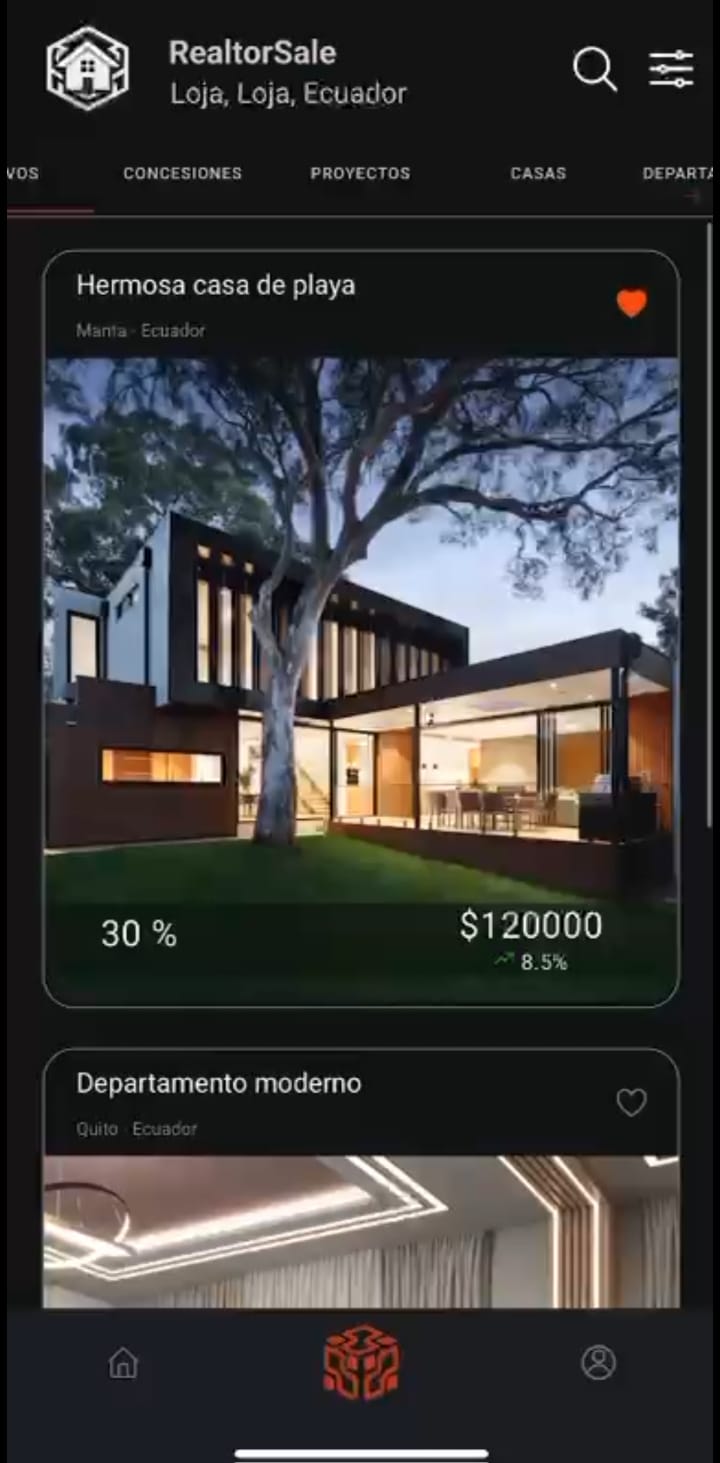 RealtorSale
Loja, Loja, Ecuador
VOS
CONCESIONES
PROYECTOS
CASAS
DEPARTA
Hermosa casa de playa
Manta - Ecuador
30 %
$120000
8.5%
Departamento moderno
Quito - Ecuador